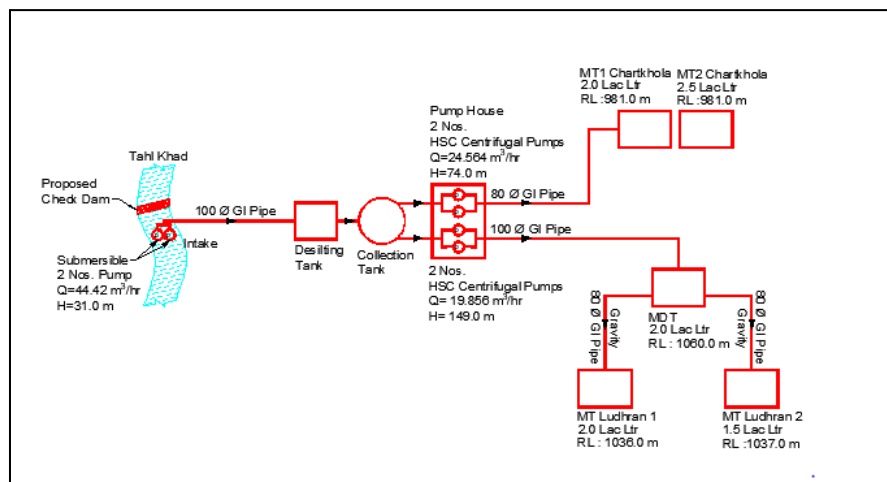 MT1 Chartkhola
2.0 Lac Ltr
RL :981.0 m
MT2 Chartkhola
2.5 Lac Ltr
RL :981.0 m
Pump House
2 Nos.
HSC Centrifugal Pumps
Q=24.564 m³/hr
H=74.0 m
Tahl Khad
Proposed
Check Dam
100 Ø GI Pipe
80 Ø GI Pipe
100 Ø GI Pipe
Intake
Submersible
2 Nos. Pump
Q=44.42 m³/hr
H=31.0 m
Desilting
Tank
Collection
Tank
2 Nos.
HSC Centrifugal Pumps
Q= 19.856 m³/hr
H= 149.0 m
80 Ø GI Pipe
Gravity
MDT
2.0 Lac Ltr
RL : 1060.0 m
Gravity
80 Ø GI Pipe
MT Ludhran 1
2.0 Lac Ltr
RL : 1036.0 m
MT Ludhran 2
1.5 Lac Ltr
RL : 1037.0 m